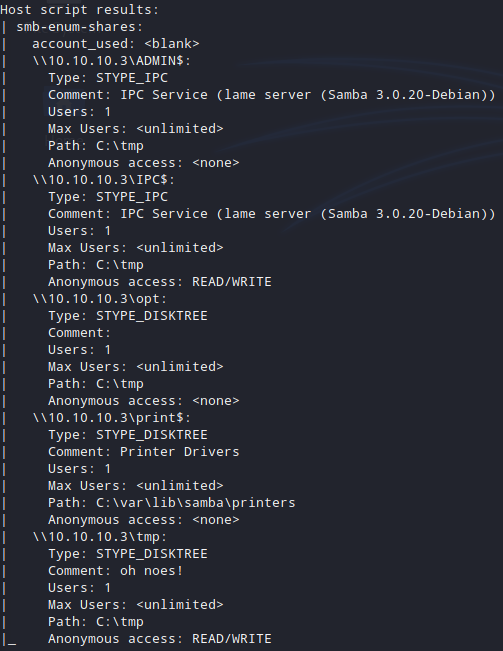 Host script results:
| smb-enum-shares:
|   account_used: <blank>
|   \\10.10.10.3\ADMIN$:
|     Type: STYPE_IPC
|     Comment: IPC Service (lame server (Samba 3.0.20-Debian))
|     Users: 1
|     Max Users: <unlimited>
|     Path: C:\tmp
|     Anonymous access: <none>
|   \\10.10.10.3\IPC$:
|     Type: STYPE_IPC
|     Comment: IPC Service (lame server (Samba 3.0.20-Debian))
|     Users: 1
|     Max Users: <unlimited>
|     Path: C:\tmp
|     Anonymous access: READ/WRITE
|   \\10.10.10.3\opt:
|     Type: STYPE_DISKTREE
|     Comment:
|     Users: 1
|     Max Users: <unlimited>
|     Path: C:\tmp
|     Anonymous access: <none>
|   \\10.10.10.3\print$:
|     Type: STYPE_DISKTREE
|     Comment: Printer Drivers
|     Users: 1
|     Max Users: <unlimited>
|     Path: C:\var\lib\samba\printers
|     Anonymous access: <none>
|   \\10.10.10.3\tmp:
|     Type: STYPE_DISKTREE
|     Comment: oh noes!
|     Users: 1
|     Max Users: <unlimited>
|     Path: C:\tmp
|_    Anonymous access: READ/WRITE